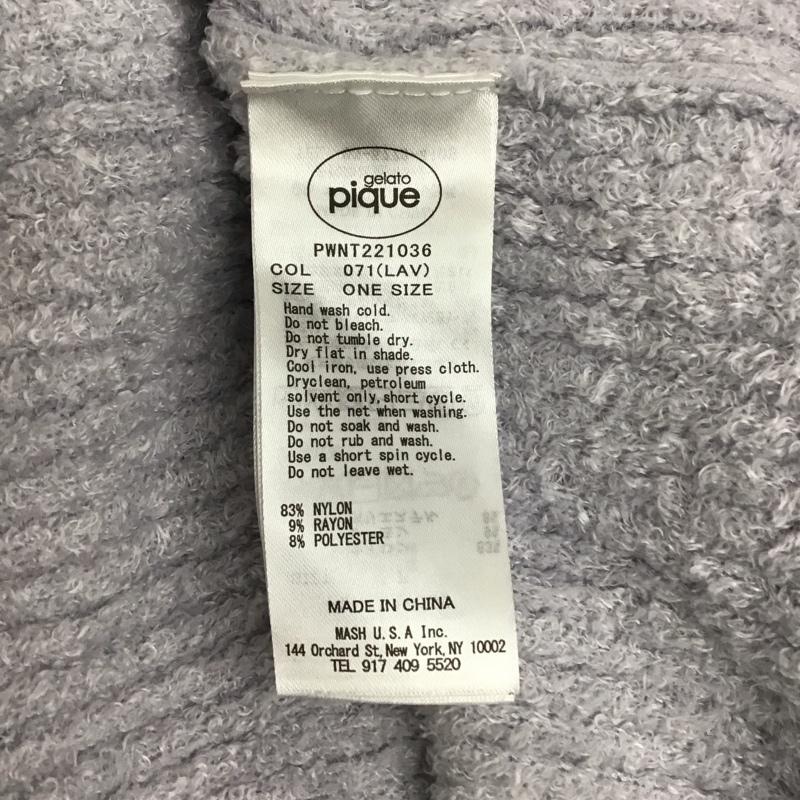 gelato
pique
PWNT221036
COL 071(LAV)
SIZE ONE SIZE
Hand wash cold.
Do not bleach.
Do not tumble dry.
Dry flat in shade.
Cool iron, use press cloth.
Dryclean, petroleum
solvent only,short cycle.
Use the net when washing.
Do not soak and wash.
Do not rub and wash.
Use a short spin cycle.
Do not leave wet.
83% NYLON
9% RAYON
8% POLYESTER
MADE IN CHINA
MASH U.S.A Inc.
144 Orchard St,New York,NY 10002
TEL 917 409 5520